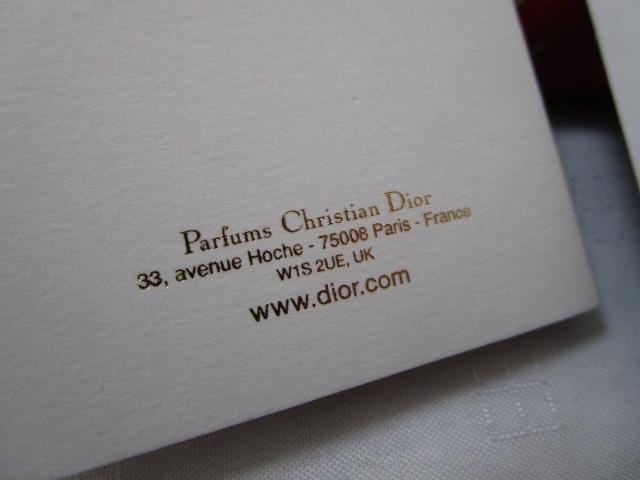 Parfums Christian Dior
33, avenue Hoche - 75008 Paris - France
W1S 2UE, UK
www.dior.com